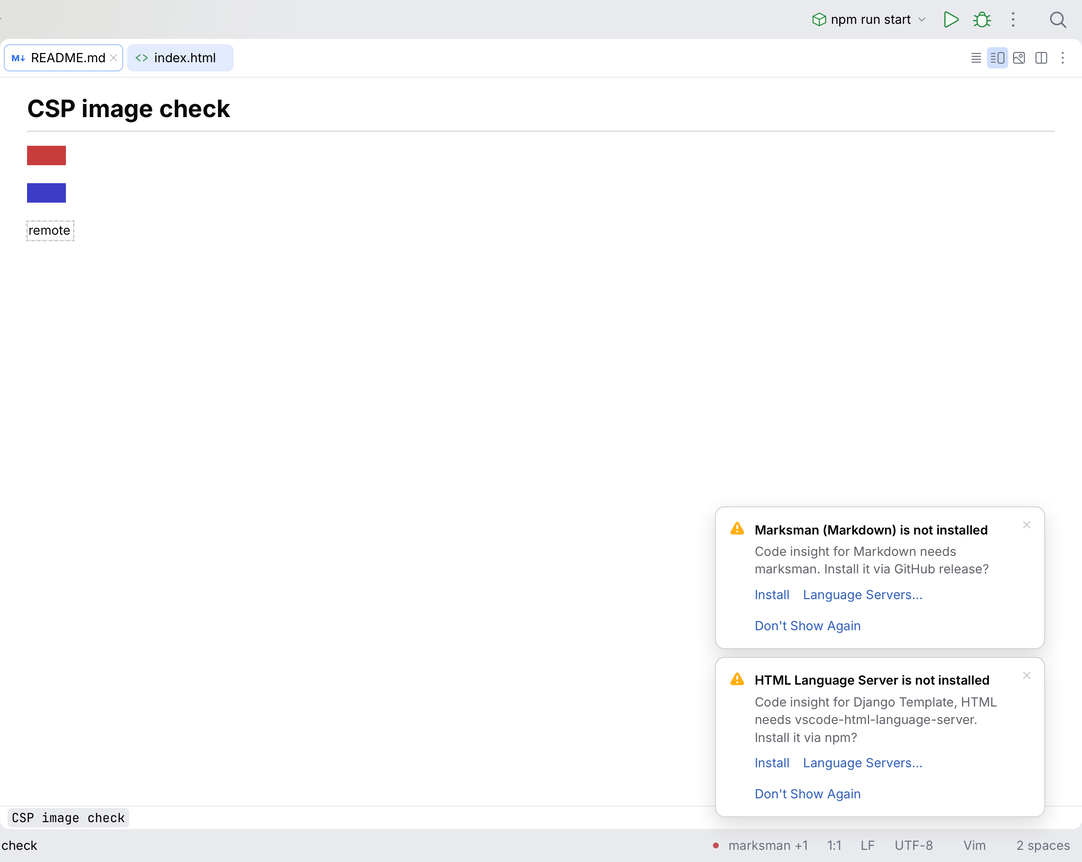 npm run start
README.md
index.html
CSP image check
remote
Marksman (Markdown) is not installed
Code insight for Markdown needs
marksman. Install it via GitHub release?
Install Language Servers...
Don't Show Again
HTML Language Server is not installed
Code insight for Django Template, HTML
needs vscode-html-language-server.
Install it via npm?
Install Language Servers...
Don't Show Again
CSP image check
check
marksman +1 1:1 LF UTF-8 Vim 2 spaces